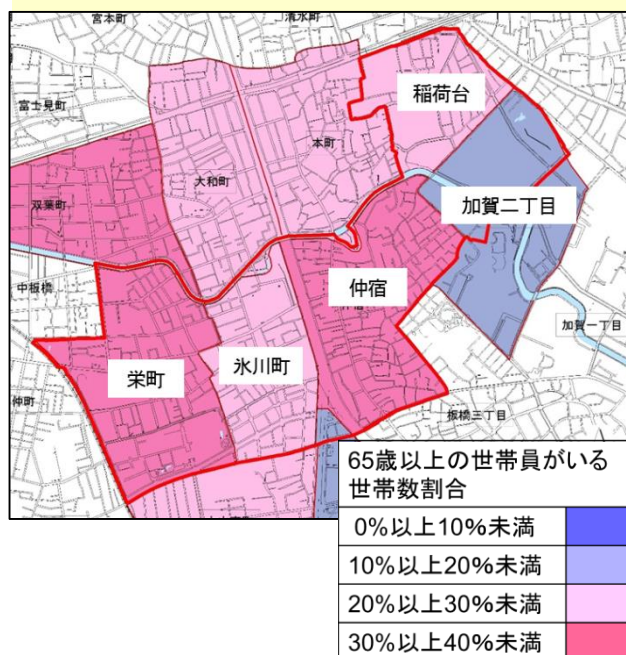 宮本町
清水町
稲荷台
富士見町
本町
大和町
双葉町
加賀二丁目
中板橋
仲宿
加賀一丁目
氷川町
栄町
仲町
板橋三丁目
65歳以上の世帯員がいる
世帯数割合
0%以上10%未満
10%以上20%未満
20%以上30%未満
30%以上40%未満